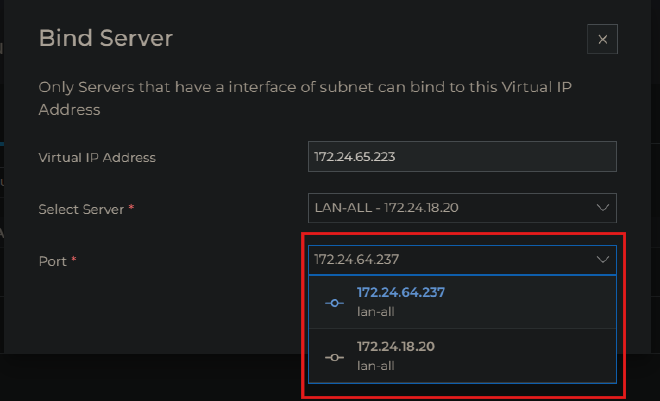 Bind Server
Only Servers that have a interface of subnet can bind to this Virtual IP
Address
Virtual IP Address
172.24.65.223
Select Server *
LAN-ALL - 172.24.18.20
Port *
172.24.64.237
172.24.64.237
lan-all
172.24.18.20
lan-all